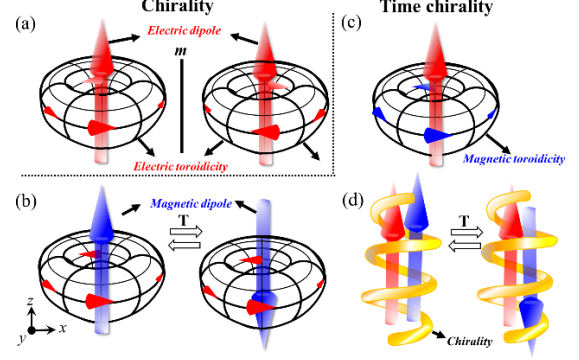 Chirality
Time chirality
(a)
Electric dipole
m
Electric toroidicity
(c)
Magnetic toroidicity
(b)
Magnetic dipole
T
z
y
x
(d)
T
Chirality